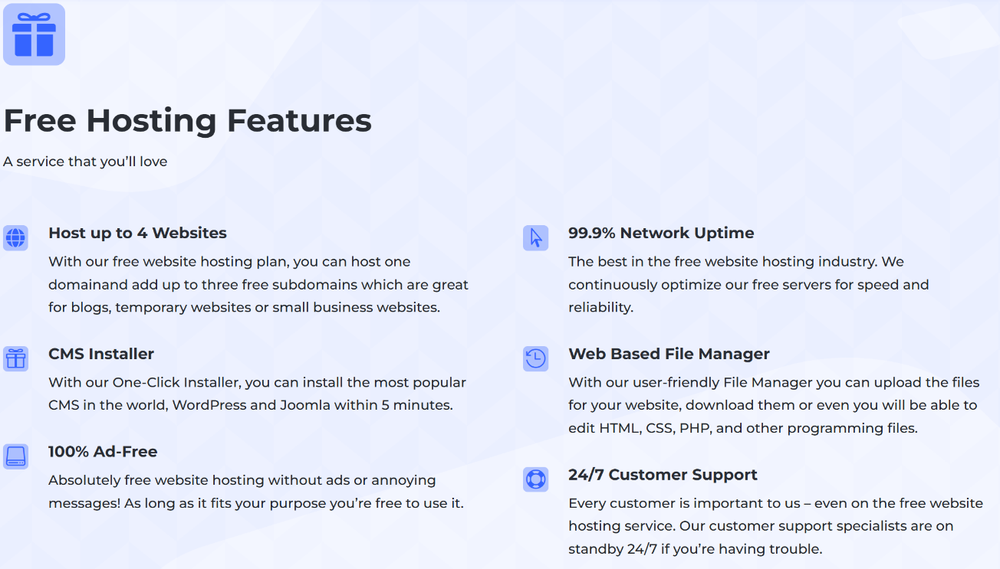 Free Hosting Features
A service that you’ll love
Host up to 4 Websites
With our free website hosting plan, you can host one
domainand add up to three free subdomains which are great
for blogs, temporary websites or small business websites.
CMS Installer
With our One-Click Installer, you can install the most popular
CMS in the world, WordPress and Joomla within 5 minutes.
100% Ad-Free
Absolutely free website hosting without ads or annoying
messages! As long as it fits your purpose you’re free to use it.
99.9% Network Uptime
The best in the free website hosting industry. We
continuously optimize our free servers for speed and
reliability.
Web Based File Manager
With our user-friendly File Manager you can upload the files
for your website, download them or even you will be able to
edit HTML, CSS, PHP, and other programming files.
24/7 Customer Support
Every customer is important to us – even on the free website
hosting service. Our customer support specialists are on
standby 24/7 if you’re having trouble.